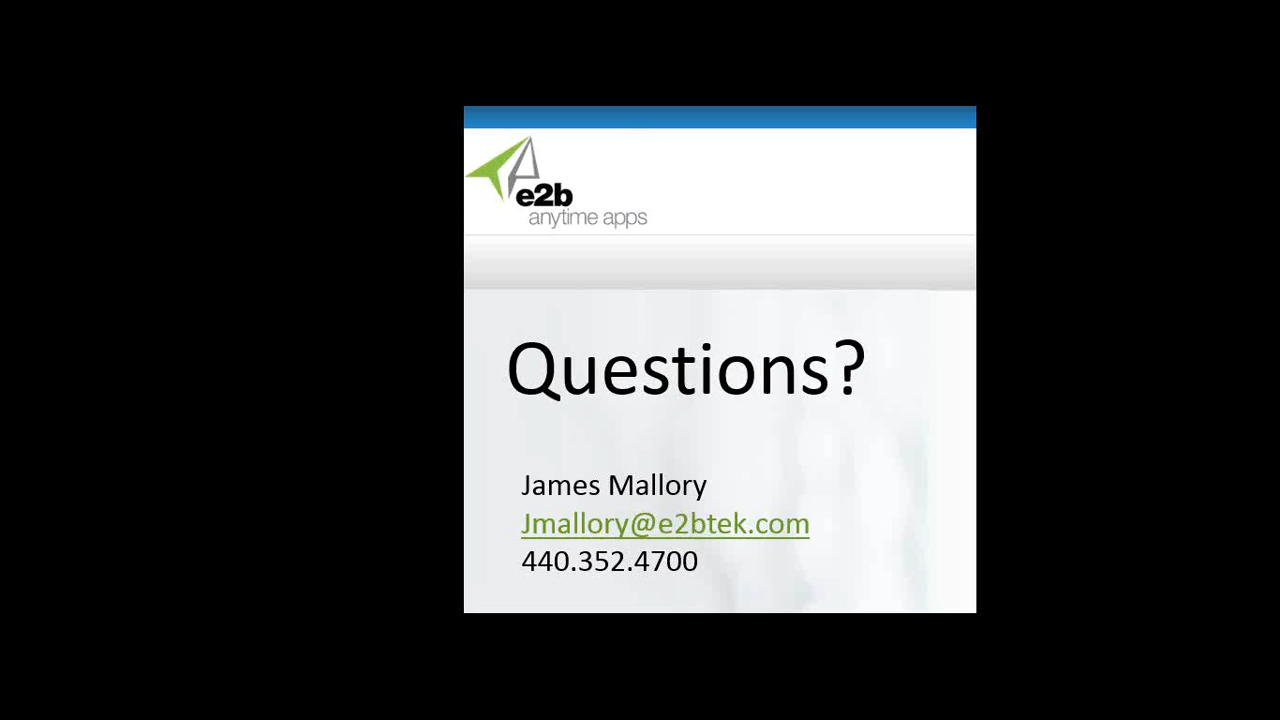 e2b
anytime apps
Questions?
James Mallory
Jmallory@e2btek.com
440.352.4700